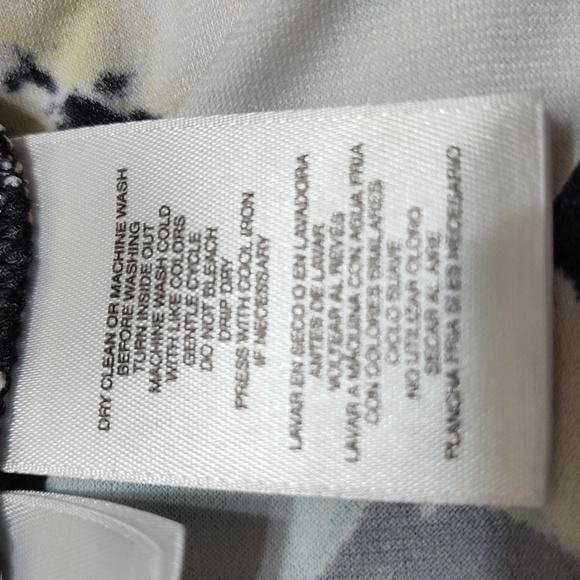 DRY CLEAN OR MACHINE WASH
BEFORE WASHING
TURN INSIDE OUT
MACHINE WASH COLD
WITH LIKE COLORS
GENTLE CYCLE
DO NOT BLEACH
DRIP DRY
PRESS WITH COOL IRON
IF NECESSARY
LAVAR EN SECO O EN LAVADORA
ANTES DE LAVAR
VOLTEAR AL REVÉS
LAVAR A MÁQUINA CON AGUA FRIA
CON COLORES SIMILARES
CICLO SUAVE
NO UTILIZAR CLORO
SECAR AL AIRE
PLANCHA FRIA SI ES NECESARIO